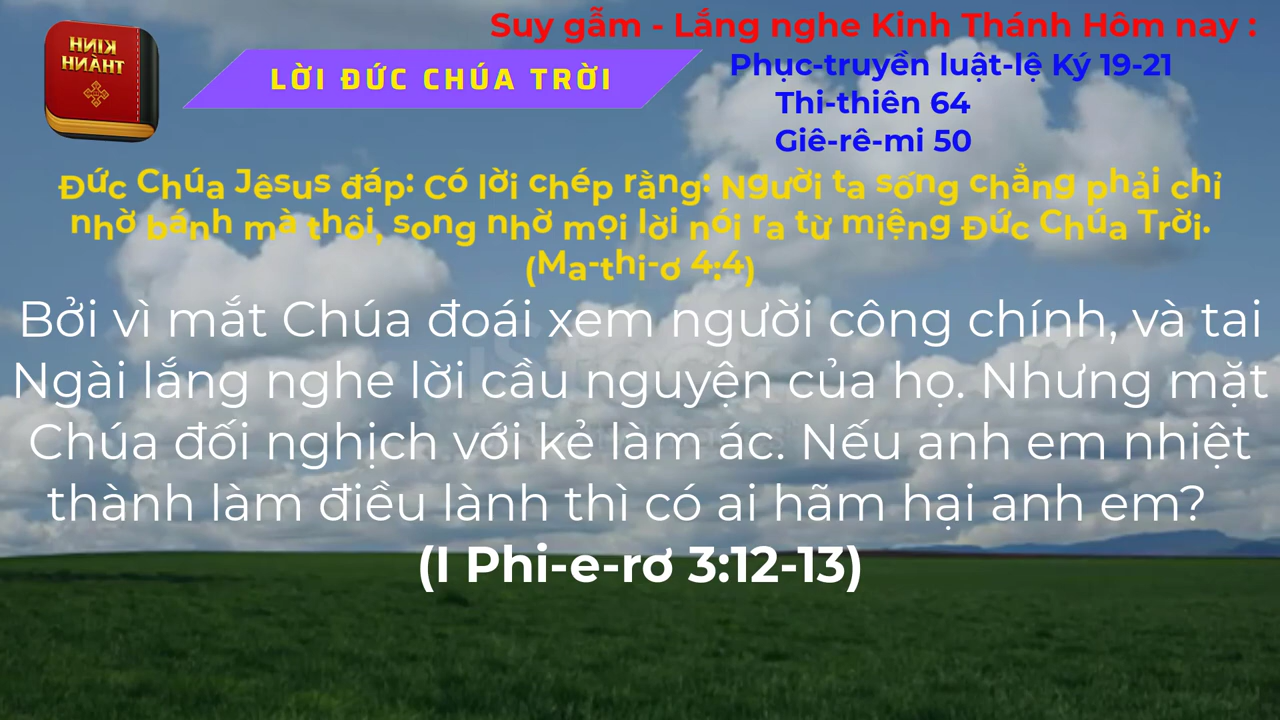 Suy gẫm - Lắng nghe Kinh Thánh Hôm nay :
KINH
THÁNH
LỜI ĐỨC CHÚA TRỜI
Phục-truyền luật-lệ Ký 19-21
Thi-thiên 64
Giê-rê-mi 50
Đức Chúa Jêsus đáp: Có lời chép rằng: Người ta sống chẳng phải chỉ
nhờ bánh mà thôi, song nhờ mọi lời nói ra từ miệng Đức Chúa Trời.
(Ma-thi-ơ 4:4)
Bởi vì mắt Chúa đoái xem người công chính, và tai
Ngài lắng nghe lời cầu nguyện của họ. Nhưng mặt
Chúa đối nghịch với kẻ làm ác. Nếu anh em nhiệt
thành làm điều lành thì có ai hãm hại anh em?
(I Phi-e-rơ 3:12-13)